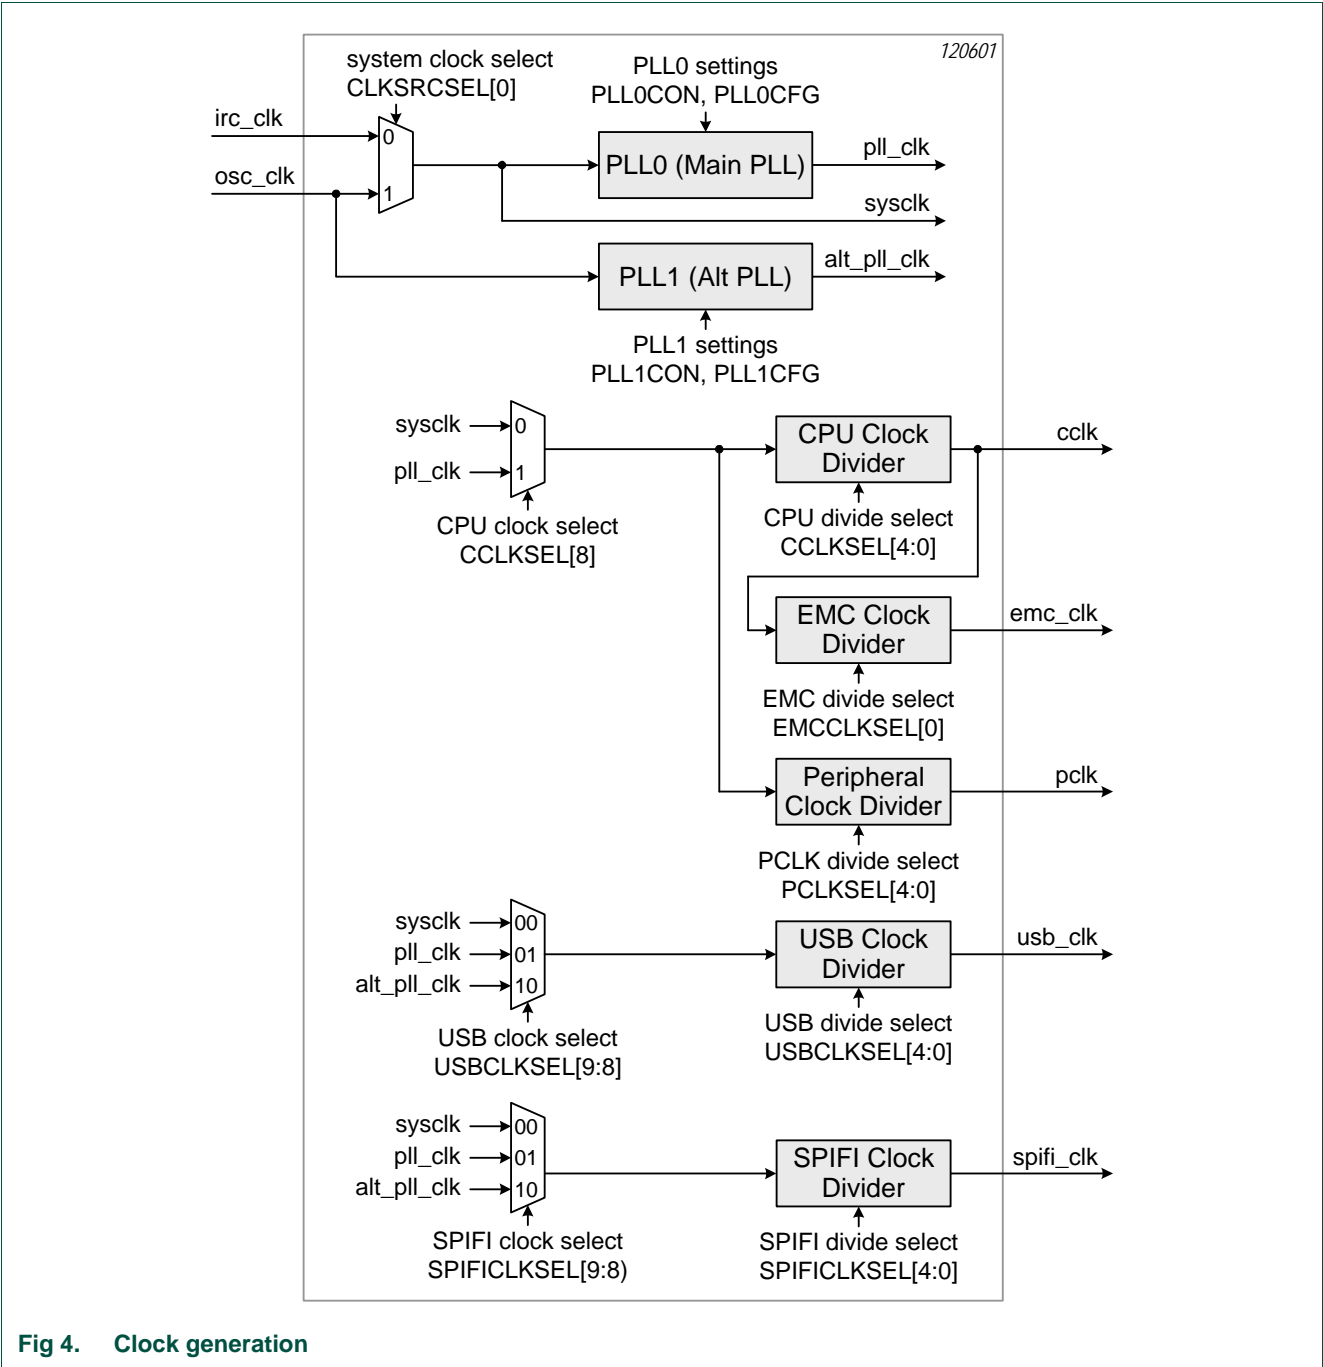 120601
system clock select
CLKSRCSEL[0]
PLL0 settings
PLL0CON, PLL0CFG
irc_clk
0
osc_clk
1
PLL0 (Main PLL)
pll_clk
sysclk
PLL1 (Alt PLL)
alt_pll_clk
PLL1 settings
PLL1CON, PLL1CFG
sysclk
0
pll_clk
1
CPU clock select
CCLKSEL[8]
CPU Clock
Divider
cclk
CPU divide select
CCLKSEL[4:0]
EMC Clock
Divider
emc_clk
EMC divide select
EMCCLKSEL[0]
Peripheral
Clock Divider
pclk
PCLK divide select
PCLKSEL[4:0]
sysclk
00
pll_clk
01
alt_pll_clk
10
USB clock select
USBCLKSEL[9:8]
USB Clock
Divider
usb_clk
USB divide select
USBCLKSEL[4:0]
sysclk
00
pll_clk
01
alt_pll_clk
10
SPIFI clock select
SPIFICLKSEL[9:8)
SPIFI Clock
Divider
spifi_clk
SPIFI divide select
SPIFICLKSEL[4:0]
Fig 4. Clock generation